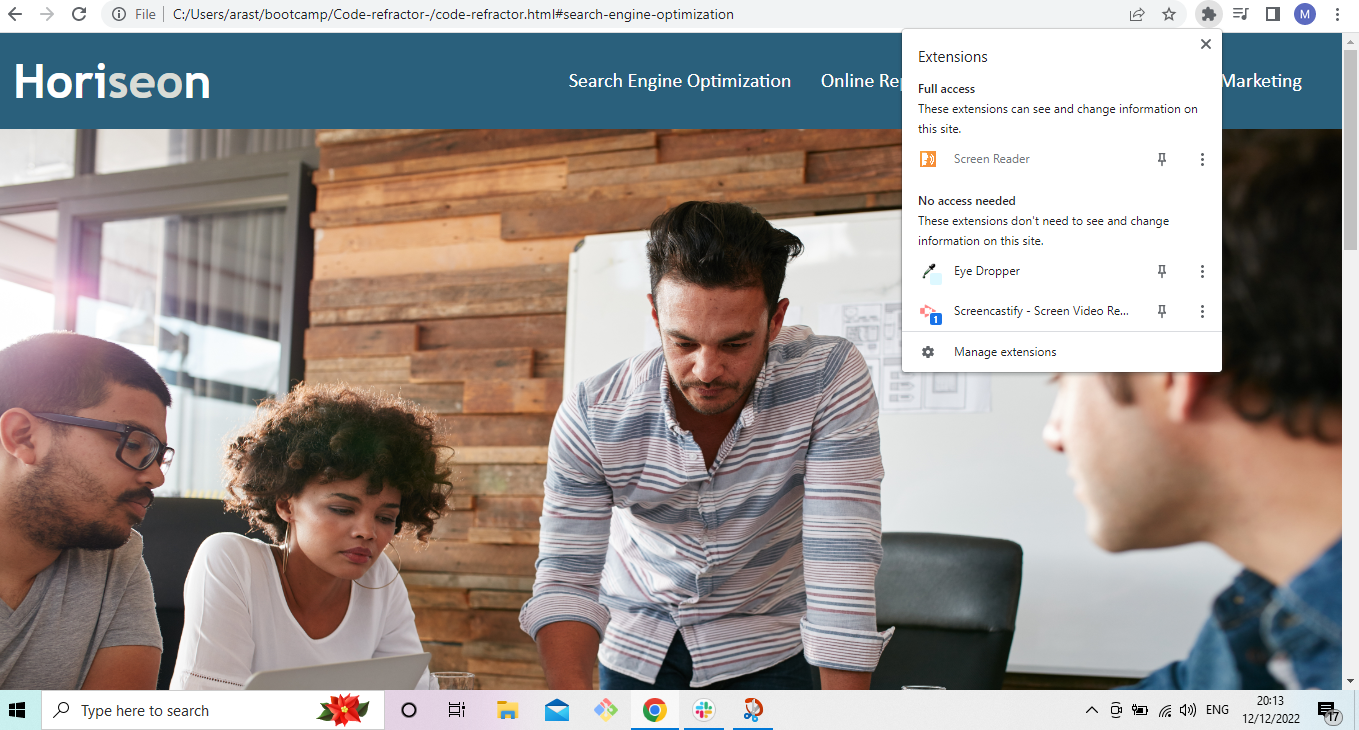 File
C:/Users/arast/bootcamp/Code-refractor-/code-refractor.html#search-engine-optimization
M
Horiseon
Search Engine Optimization
Online Rep
Marketing
Extensions
Full access
These extensions can see and change information on
this site.
Screen Reader
No access needed
These extensions don't need to see and change
information on this site.
Eye Dropper
1
Screencastify - Screen Video Re...
Manage extensions
Type here to search
ENG
20:13
12/12/2022
17